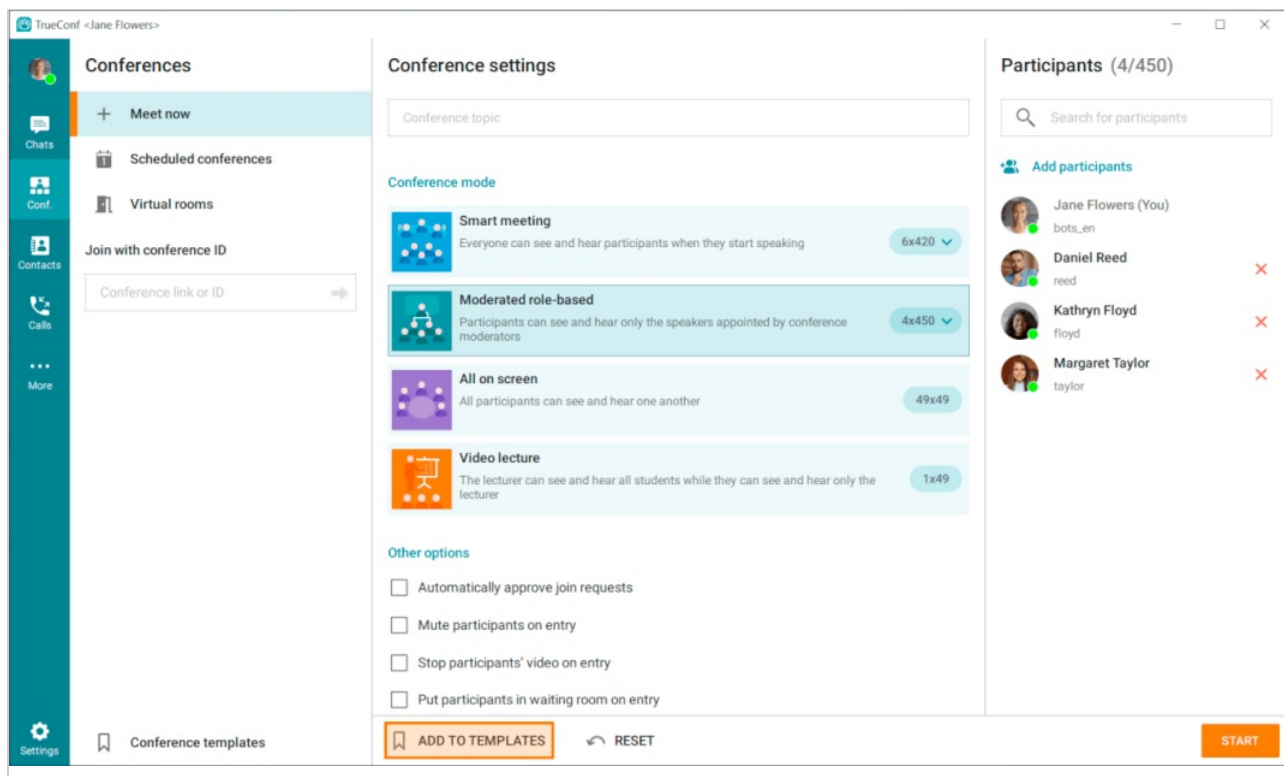 TrueConf <Jane Flowers>
Chats
Conf.
Contacts
Calls
More
Settings
Conferences
Meet now
1
Scheduled conferences
Virtual rooms
Join with conference ID
Conference link or ID
Conference templates
Conference settings
Conference topic
Conference mode
Smart meeting
Everyone can see and hear participants when they start speaking
6x420
Moderated role-based
Participants can see and hear only the speakers appointed by conference
moderators
4x450
All on screen
All participants can see and hear one another
49x49
Video lecture
The lecturer can see and hear all students while they can see and hear only the
lecturer
1x49
Other options
Automatically approve join requests
Mute participants on entry
Stop participants' video on entry
Put participants in waiting room on entry
ADD TO TEMPLATES
RESET
START
Participants (4/450)
Search for participants
Add participants
Jane Flowers (You)
bots_en
Daniel Reed
reed
Kathryn Floyd
floyd
Margaret Taylor
taylor